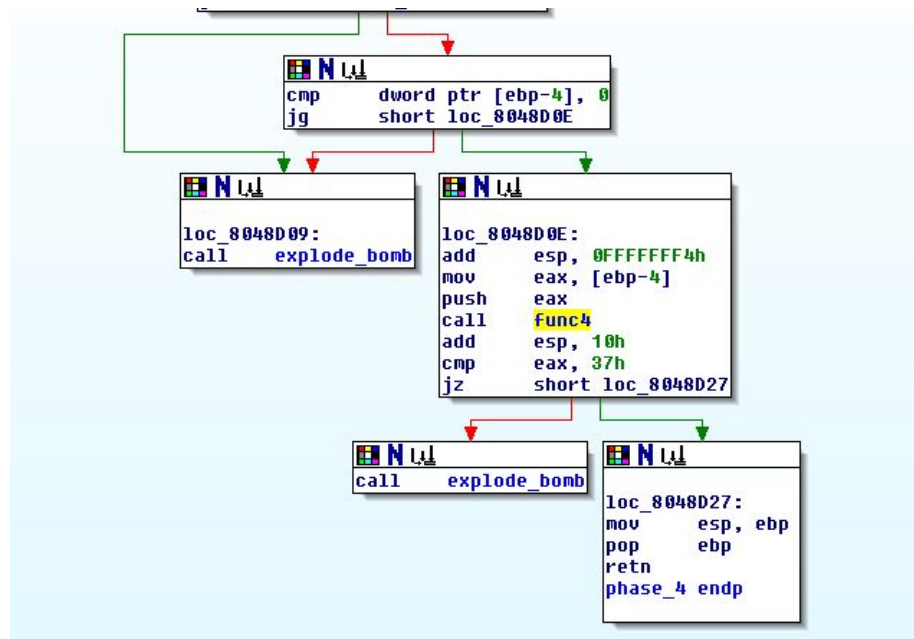 cmp dword ptr [ebp-4], 0
jg short loc_8048D0E
loc_8048D09:
call explode_bomb
loc_8048D0E:
add esp, 0FFFFFFF4h
mov eax, [ebp-4]
push eax
call func4
add esp, 10h
cmp eax, 37h
jz short loc_8048D27
call explode_bomb
loc_8048D27:
mov esp, ebp
pop ebp
retn
phase_4 endp